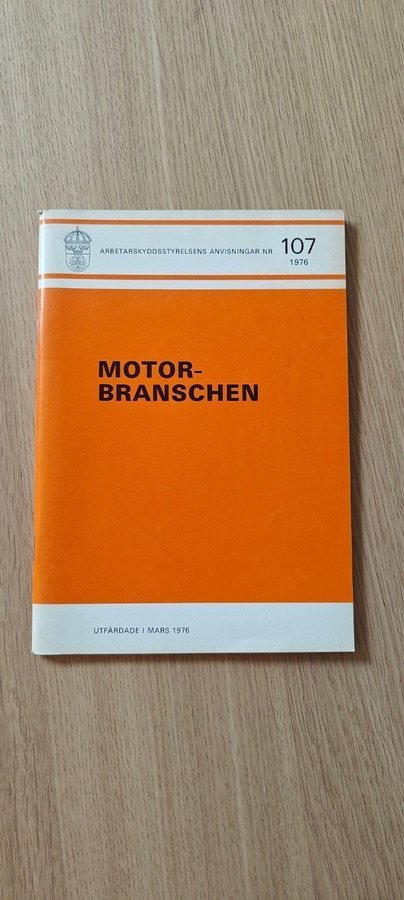 ARBETARSKYDDSSTYRELSENS ANVISNINGAR NR 107
1976
MOTOR-
BRANSCHEN
UTFÄRDADE I MARS 1976